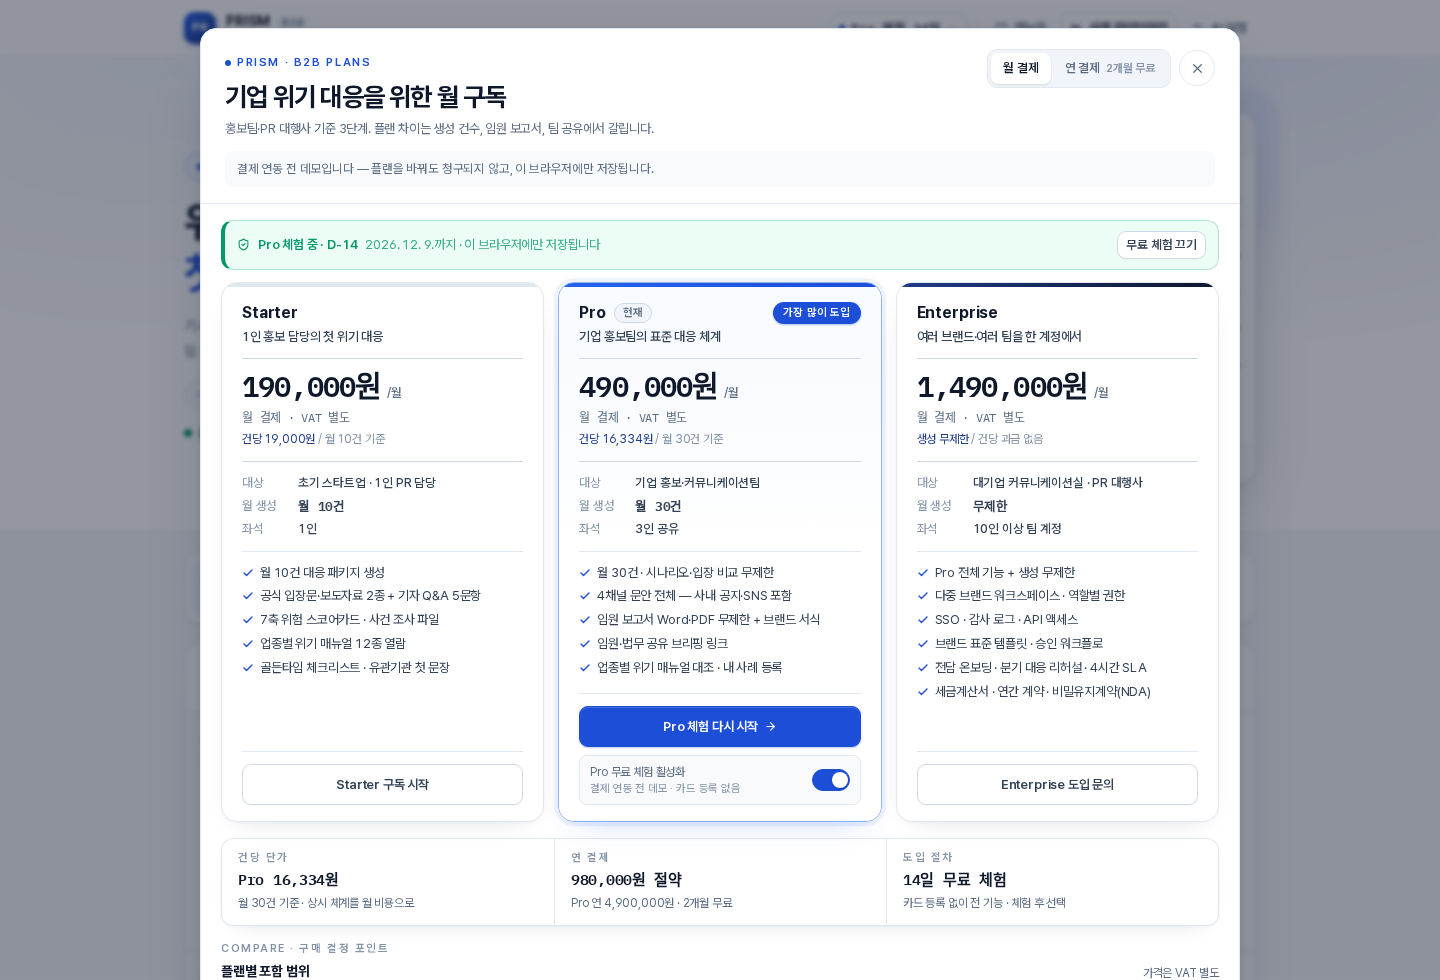 PRISM · B2B PLANS
기업 위기 대응을 위한 월 구독
홍보팀·PR 대행사 기준 3단계. 플랜 차이는 생성 건수, 임원 보고서, 팀 공유에서 갈립니다.
월 결제
연 결제 2개월 무료
결제 연동 전 데모입니다 — 플랜을 바꿔도 청구되지 않고, 이 브라우저에만 저장됩니다.
Pro 체험 중 · D-14 2026. 12. 9.까지 · 이 브라우저에만 저장됩니다
무료 체험 끄기
Starter
1인 홍보 담당의 첫 위기 대응
190,000원 /월
월 결제 · VAT 별도
건당 19,000원 / 월 10건 기준
대상 초기 스타트업 · 1인 PR 담당
월 생성 월 10건
좌석 1인
월 10건 대응 패키지 생성
공식 입장문·보도자료 2종 + 기자 Q&A 5문항
7축 위험 스코어카드 · 사건 조사 파일
업종별 위기 매뉴얼 12종 열람
골든타임 체크리스트 · 유관기관 첫 문장
Starter 구독 시작
Pro 현재
가장 많이 도입
기업 홍보팀의 표준 대응 체계
490,000원 /월
월 결제 · VAT 별도
건당 16,334원 / 월 30건 기준
대상 기업 홍보·커뮤니케이션팀
월 생성 월 30건
좌석 3인 공유
월 30건 · 시나리오·입장 비교 무제한
4채널 문안 전체 — 사내 공지·SNS 포함
임원 보고서 Word·PDF 무제한 + 브랜드 서식
임원·법무 공유 브리핑 링크
업종별 위기 매뉴얼 대조 · 내 사례 등록
Pro 체험 다시 시작 →
Pro 무료 체험 활성화
결제 연동 전 데모 · 카드 등록 없음
Enterprise
여러 브랜드·여러 팀을 한 계정에서
1,490,000원 /월
월 결제 · VAT 별도
생성 무제한 / 건당 과금 없음
대상 대기업 커뮤니케이션실 · PR 대행사
월 생성 무제한
좌석 10인 이상 팀 계정
Pro 전체 기능 + 생성 무제한
다중 브랜드 워크스페이스 · 역할별 권한
SSO · 감사 로그 · API 액세스
브랜드 표준 템플릿 · 승인 워크플로
전담 온보딩 · 분기 대응 리허설 · 4시간 SLA
세금계산서 · 연간 계약 · 비밀유지계약(NDA)
Enterprise 도입 문의
건당 단가
Pro 16,334원
월 30건 기준 · 상시 체계를 월 비용으로
연 결제
980,000원 절약
Pro 연 4,900,000원 · 2개월 무료
도입 절차
14일 무료 체험
카드 등록 없이 전 기능 · 체험 후 선택
COMPARE · 구매 결정 포인트
플랜별 포함 범위
가격은 VAT 별도